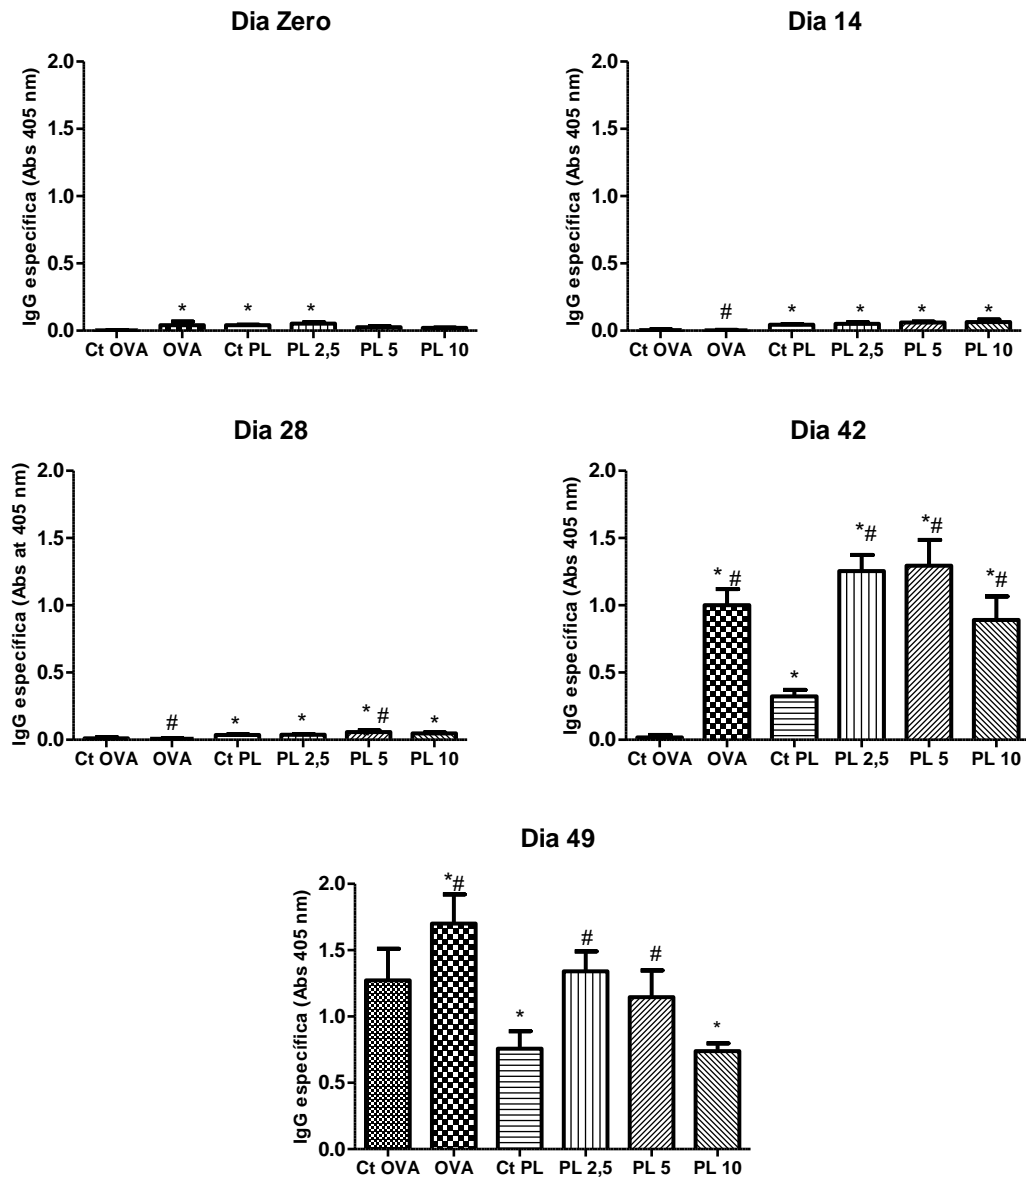 Dia Zero
IgG específica (Abs 405 nm)
2.0
1.5
1.0
0.5
0.0
* * *
Ct OVA OVA Ct PL PL 2,5 PL 5 PL 10
Dia 14
IgG específica (Abs 405 nm)
2.0
1.5
1.0
0.5
0.0
# * * * *
Ct OVA OVA Ct PL PL 2,5 PL 5 PL 10
Dia 28
IgG específica (Abs at 405 nm)
2.0
1.5
1.0
0.5
0.0
# * * * # *
Ct OVA OVA Ct PL PL 2,5 PL 5 PL 10
Dia 42
IgG específica (Abs 405 nm)
2.0
1.5
1.0
0.5
0.0
* # * *# *# *#
Ct OVA OVA Ct PL PL 2,5 PL 5 PL 10
Dia 49
IgG específica (Abs 405 nm)
2.0
1.5
1.0
0.5
0.0
*# * # # *
Ct OVA OVA Ct PL PL 2,5 PL 5 PL 10